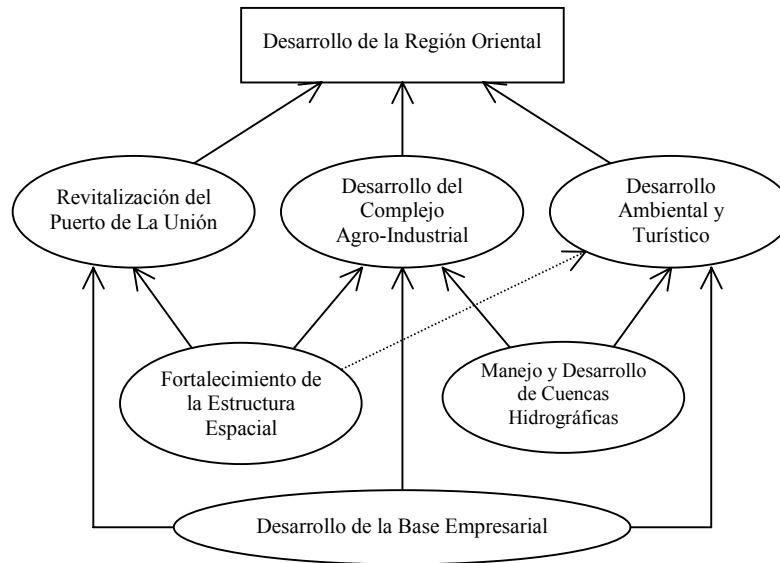 Desarrollo de la Región Oriental
Revitalización del
Puerto de La Unión
Desarrollo del
Complejo
Agro-Industrial
Desarrollo
Ambiental y
Turístico
Fortalecimiento de
la Estructura
Espacial
Manejo y Desarrollo
de Cuencas
Hidrográficas
Desarrollo de la Base Empresarial